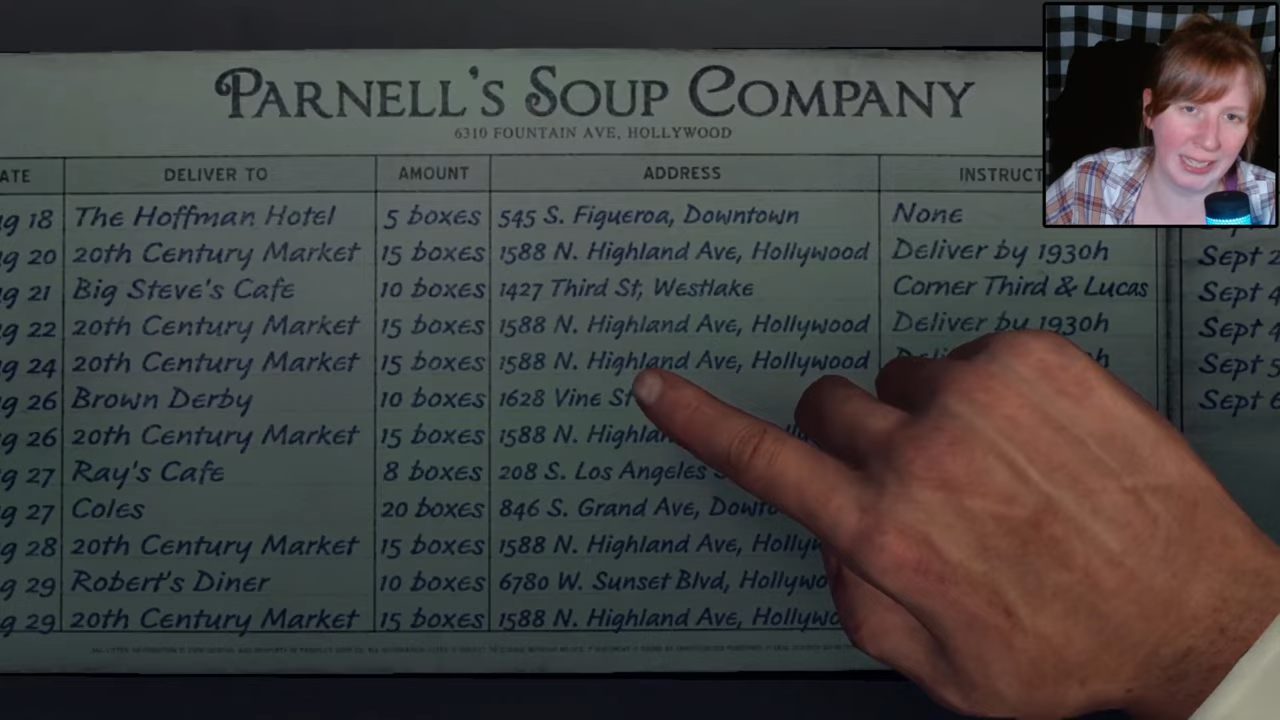 PARNELL'S SOUP COMPANY
6310 FOUNTAIN AVE, HOLLYWOOD
ATE DELIVER TO AMOUNT ADDRESS INSTRUCT
g 18 The Hoffman Hotel 5 boxes 545 S. Figueroa, Downtown None
g 20 20th Century Market 15 boxes 1588 N. Highland Ave, Hollywood Deliver by 1930h Sept 2
g 21 Big Steve's Cafe 10 boxes 1427 Third St, Westlake Corner Third & Lucas Sept 4
g 22 20th Century Market 15 boxes 1588 N. Highland Ave, Hollywood Deliver by 1930h Sept 4
g 24 20th Century Market 15 boxes 1588 N. Highland Ave, Hollywood Sept 5
g 26 Brown Derby 10 boxes 1628 Vine St Sept 6
g 26 20th Century Market 15 boxes 1588 N. Highlan
g 27 Ray's Cafe 8 boxes 208 S. Los Angeles
g 27 Coles 20 boxes 846 S. Grand Ave, Downto
g 28 20th Century Market 15 boxes 1588 N. Highland Ave, Hollyw
g 29 Robert's Diner 10 boxes 6780 W. Sunset Blvd, Hollywo
g 29 20th Century Market 15 boxes 1588 N. Highland Ave, Hollywo